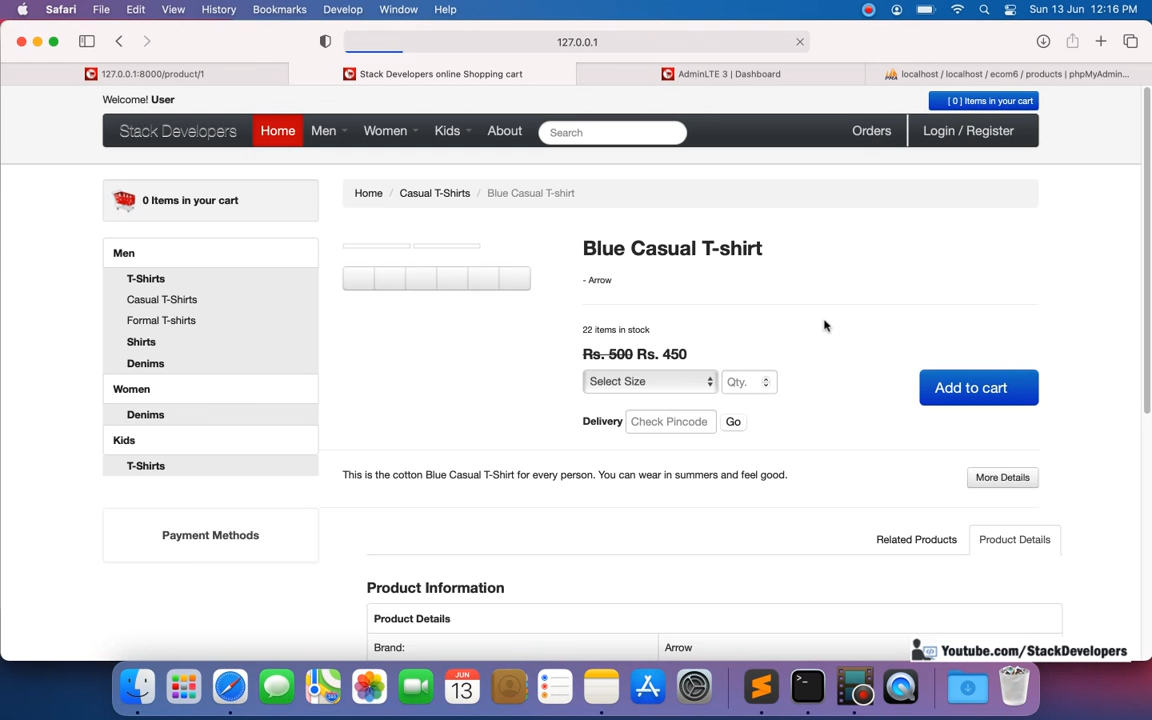 Safari File Edit View History Bookmarks Develop Window Help Sun 13 Jun 12:16 PM
127.0.0.1
127.0.0.1:8000/product/1 Stack Developers online Shopping cart AdminLTE 3 | Dashboard localhost / localhost / ecom6 / products | phpMyAdmin...
Welcome! User [ 0 ] Items in your cart
Stack Developers Home Men Women Kids About Search Orders Login / Register
0 Items in your cart
Home / Casual T-Shirts / Blue Casual T-shirt
Men
T-Shirts
Casual T-Shirts
Formal T-shirts
Shirts
Denims
Women
Denims
Kids
T-Shirts
Payment Methods
Blue Casual T-shirt
- Arrow
22 items in stock
Rs. 500 Rs. 450
Select Size Qty. Add to cart
Delivery Check Pincode Go
This is the cotton Blue Casual T-Shirt for every person. You can wear in summers and feel good.
More Details
Related Products Product Details
Product Information
Product Details
Brand: Arrow
Youtube.com/StackDevelopers
JUN
13